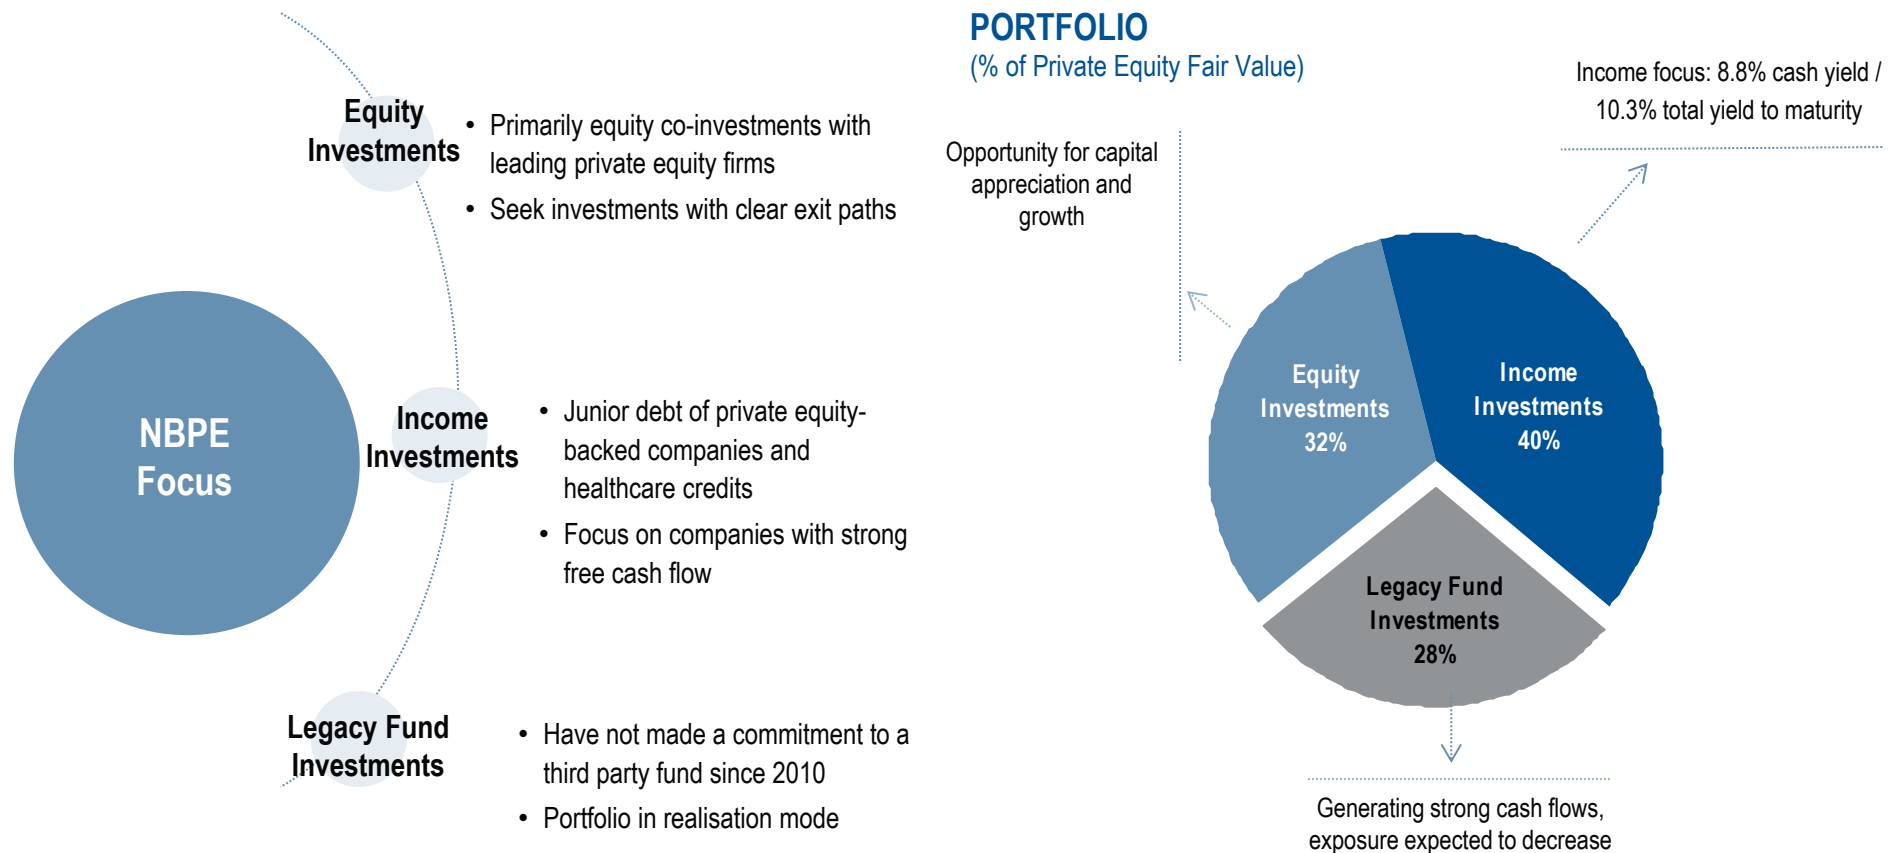 Equity
Investments
• Primarily equity co-investments with
leading private equity firms
• Seek investments with clear exit paths
NBPE
Focus
Income
Investments
• Junior debt of private equity-
backed companies and
healthcare credits
• Focus on companies with strong
free cash flow
Legacy Fund
Investments
• Have not made a commitment to a
third party fund since 2010
• Portfolio in realisation mode
PORTFOLIO
(% of Private Equity Fair Value)
Opportunity for capital
appreciation and
growth
Income focus: 8.8% cash yield /
10.3% total yield to maturity
Equity
Investments
32%
Income
Investments
40%
Legacy Fund
Investments
28%
Generating strong cash flows,
exposure expected to decrease